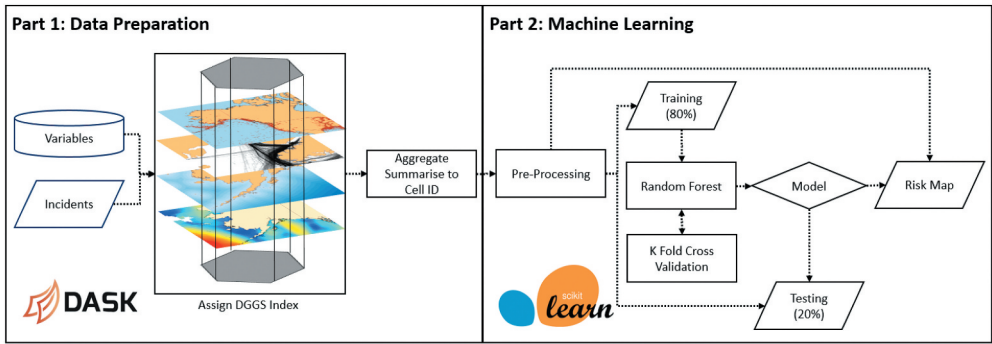 Part 1: Data Preparation
Variables
Incidents
DASK
Assign DGGS Index
Aggregate
Summarise to
Cell ID
Part 2: Machine Learning
Pre-Processing
Training
(80%)
Random Forest
Model
Risk Map
K Fold Cross
Validation
Testing
(20%)
scikit
learn